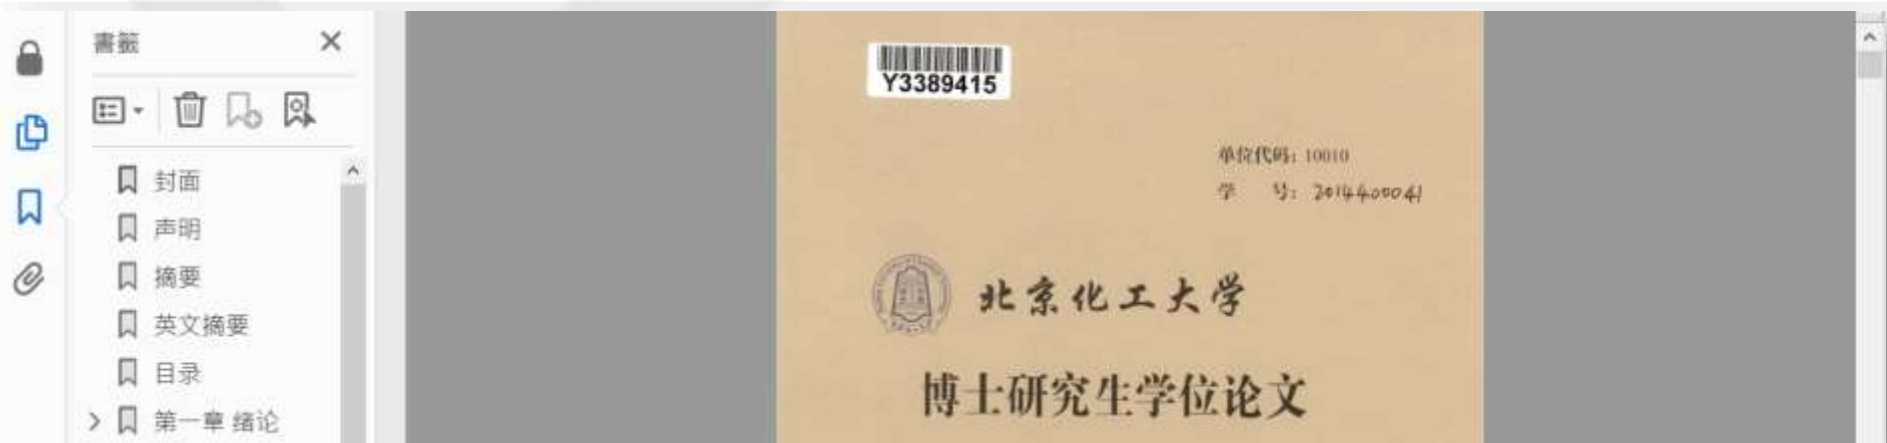 書籤
封面
声明
摘要
英文摘要
目录
第一章 绪论
Y3389415
单位代码: 10010
学 号: 2014400041
北京化工大学
博士研究生学位论文